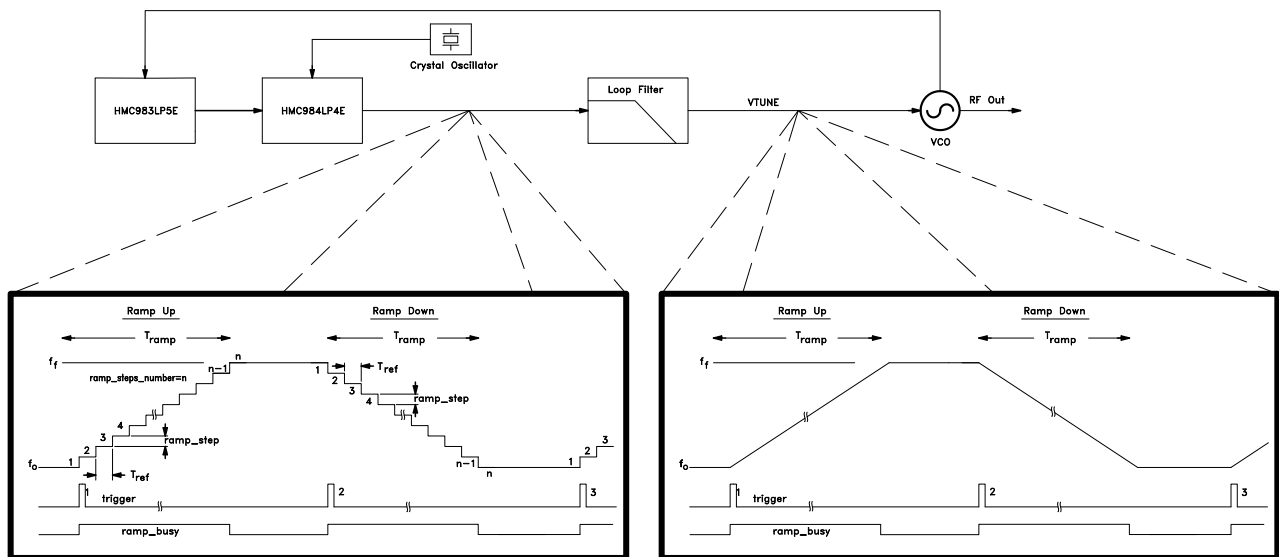 Crystal Oscillator
HMC983LP5E
HMC984LP4E
Loop Filter
VTUNE
RF Out
VCO
Ramp Up
Ramp Down
Tramp
Tramp
ff
n
n-1
ramp_steps_number=n
1
2
Tref
3
4
ramp_step
4
3
ramp_step
2
fo
1
Tref
n-1
n
1
2
3
1
trigger
2
3
ramp_busy
Ramp Up
Ramp Down
Tramp
Tramp
ff
fo
1
trigger
2
3
ramp_busy